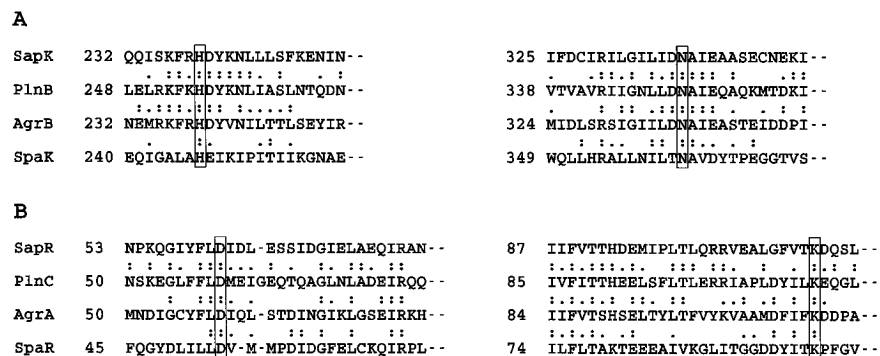 A
SapK 232 QQISKFRHDYKNLLLSFKENIN-- 325 IFDCIRILGILIDNAIEAASECNEKI--
PlnB 248 LELRKFKHDYKNLIASLNTQDN-- 338 VTVAVRIIGNLLDNAIEQAQKMTDKI--
AgrB 232 NEMRKFRHDYVNILTTLSEYIR-- 324 MIDLSRSIGIILDNAIEASTEIDDPI--
SpaK 240 EQIGALAHEIKIPITIIKGNAE-- 349 WQLLHRALLNILTNAVDYTPEGGTVS--
B
SapR 53 NPKQGIYFLDIDL-ESSIDGIELAEQIRAN-- 87 IIFVTTHDEMIPLTLQRRVEALGFVTKDQSL--
PlnC 50 NSKEGLFFLDMEIGEQTQAGLNLADEIRQQ-- 85 IVFITTHEELSFLTLERRIAPLDYILKEQGL--
AgrA 50 MNDIGCYFLDIQL-STDINGIKLGSEIRKH-- 84 IIFVTSHSELTYLTFVYKVAAMDFIFKDDPA--
SpaR 45 FQGYDLILLDV-M-MPDIDGFELCKQIRPL-- 74 ILFLTAKTEEEAIVKGLITGGDDYITKPFGV--